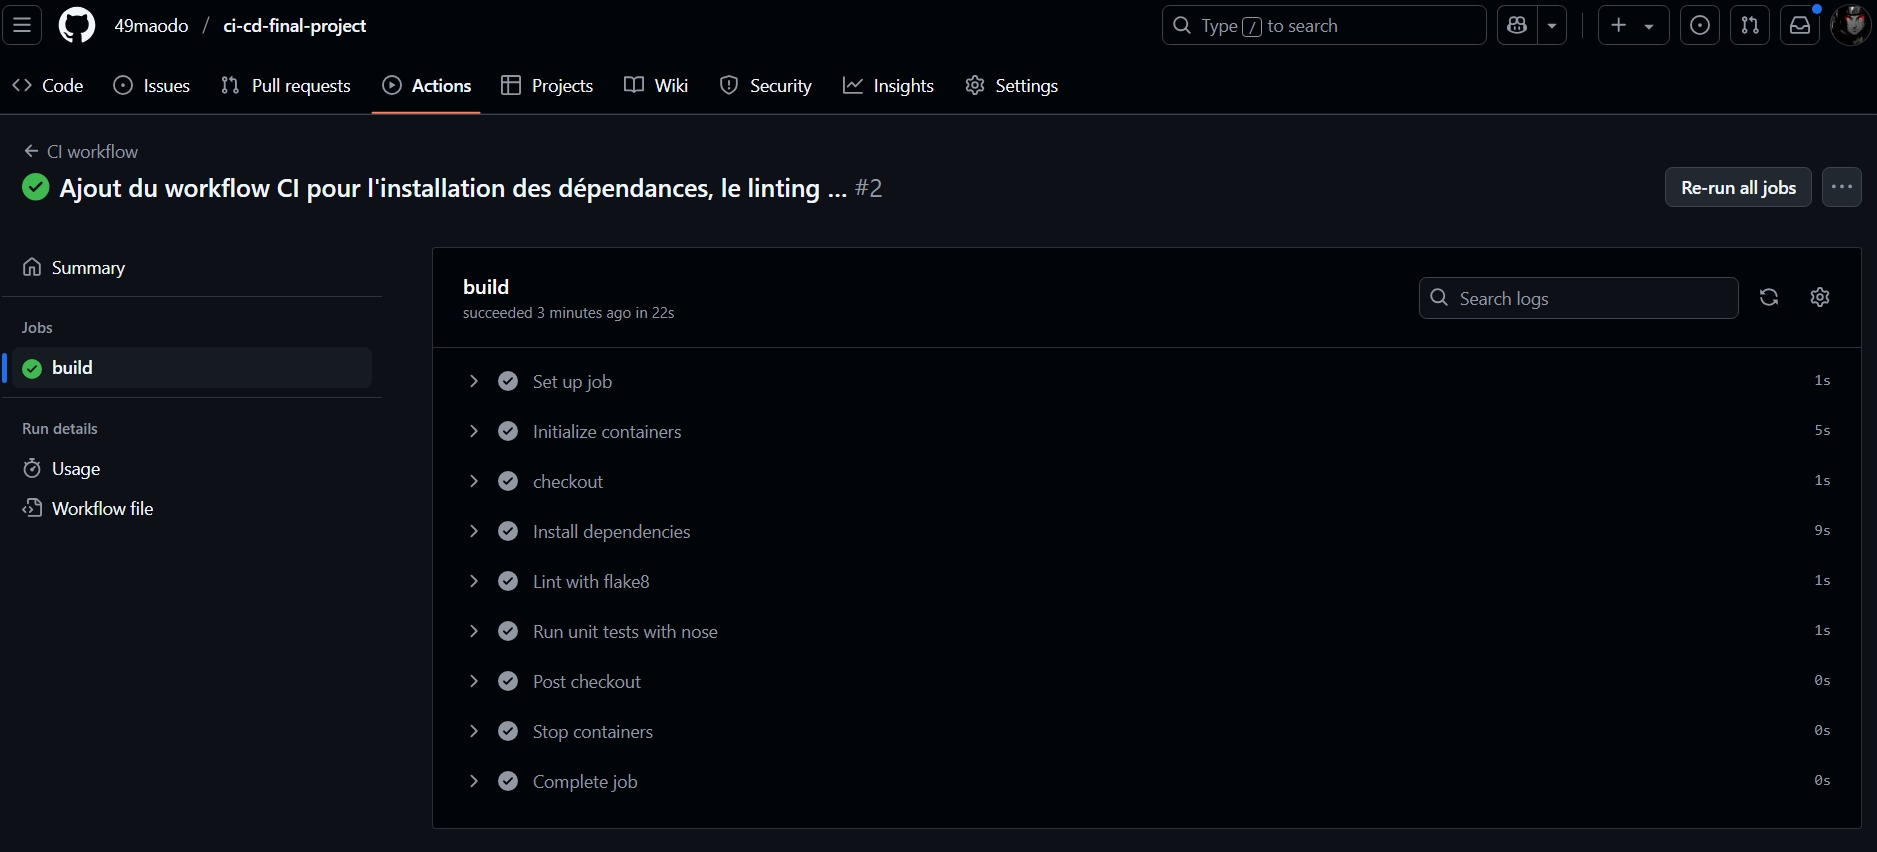 49maodo / ci-cd-final-project
Type / to search
Code Issues Pull requests Actions Projects Wiki Security Insights Settings
CI workflow
Ajout du workflow CI pour l'installation des dépendances, le linting ... #2
Re-run all jobs
Summary
Jobs
build
Run details
Usage
Workflow file
build
succeeded 3 minutes ago in 22s
Search logs
Set up job 1s
Initialize containers 5s
checkout 1s
Install dependencies 9s
Lint with flake8 1s
Run unit tests with nose 1s
Post checkout 0s
Stop containers 0s
Complete job 0s